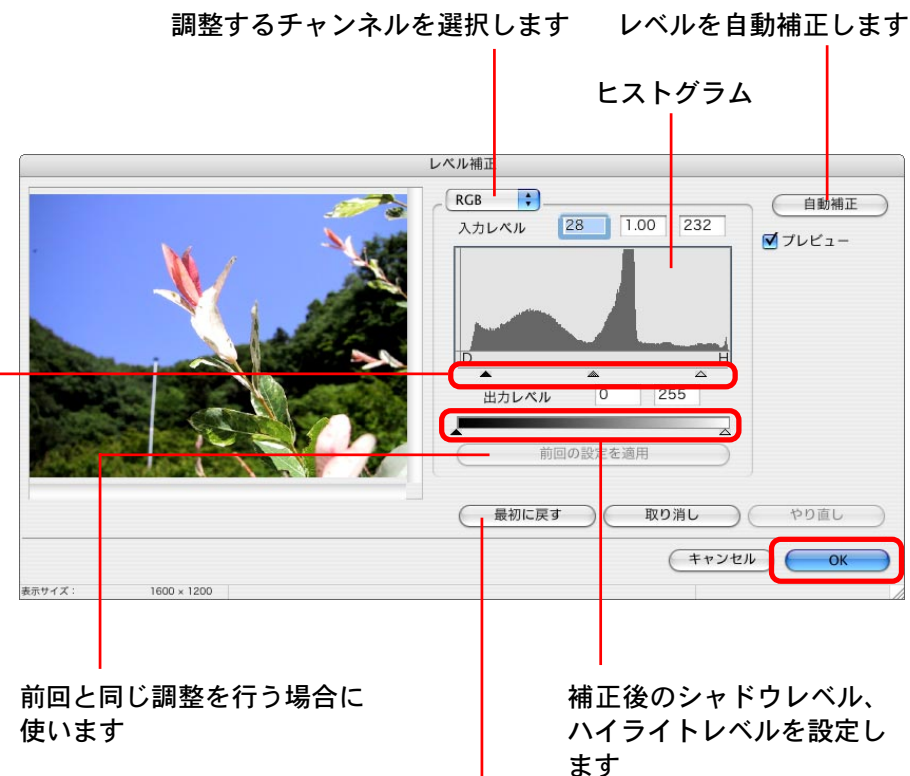 調整するチャンネルを選択します
レベルを自動補正します
ヒストグラム
レベル補正
RGB
自動補正
入力レベル 28 1.00 232
プレビュー
D H
出力レベル 0 255
前回の設定を適用
最初に戻す 取り消し やり直し
キャンセル OK
表示サイズ: 1600 × 1200
前回と同じ調整を行う場合に
使います
補正後のシャドウレベル、
ハイライトレベルを設定し
ます